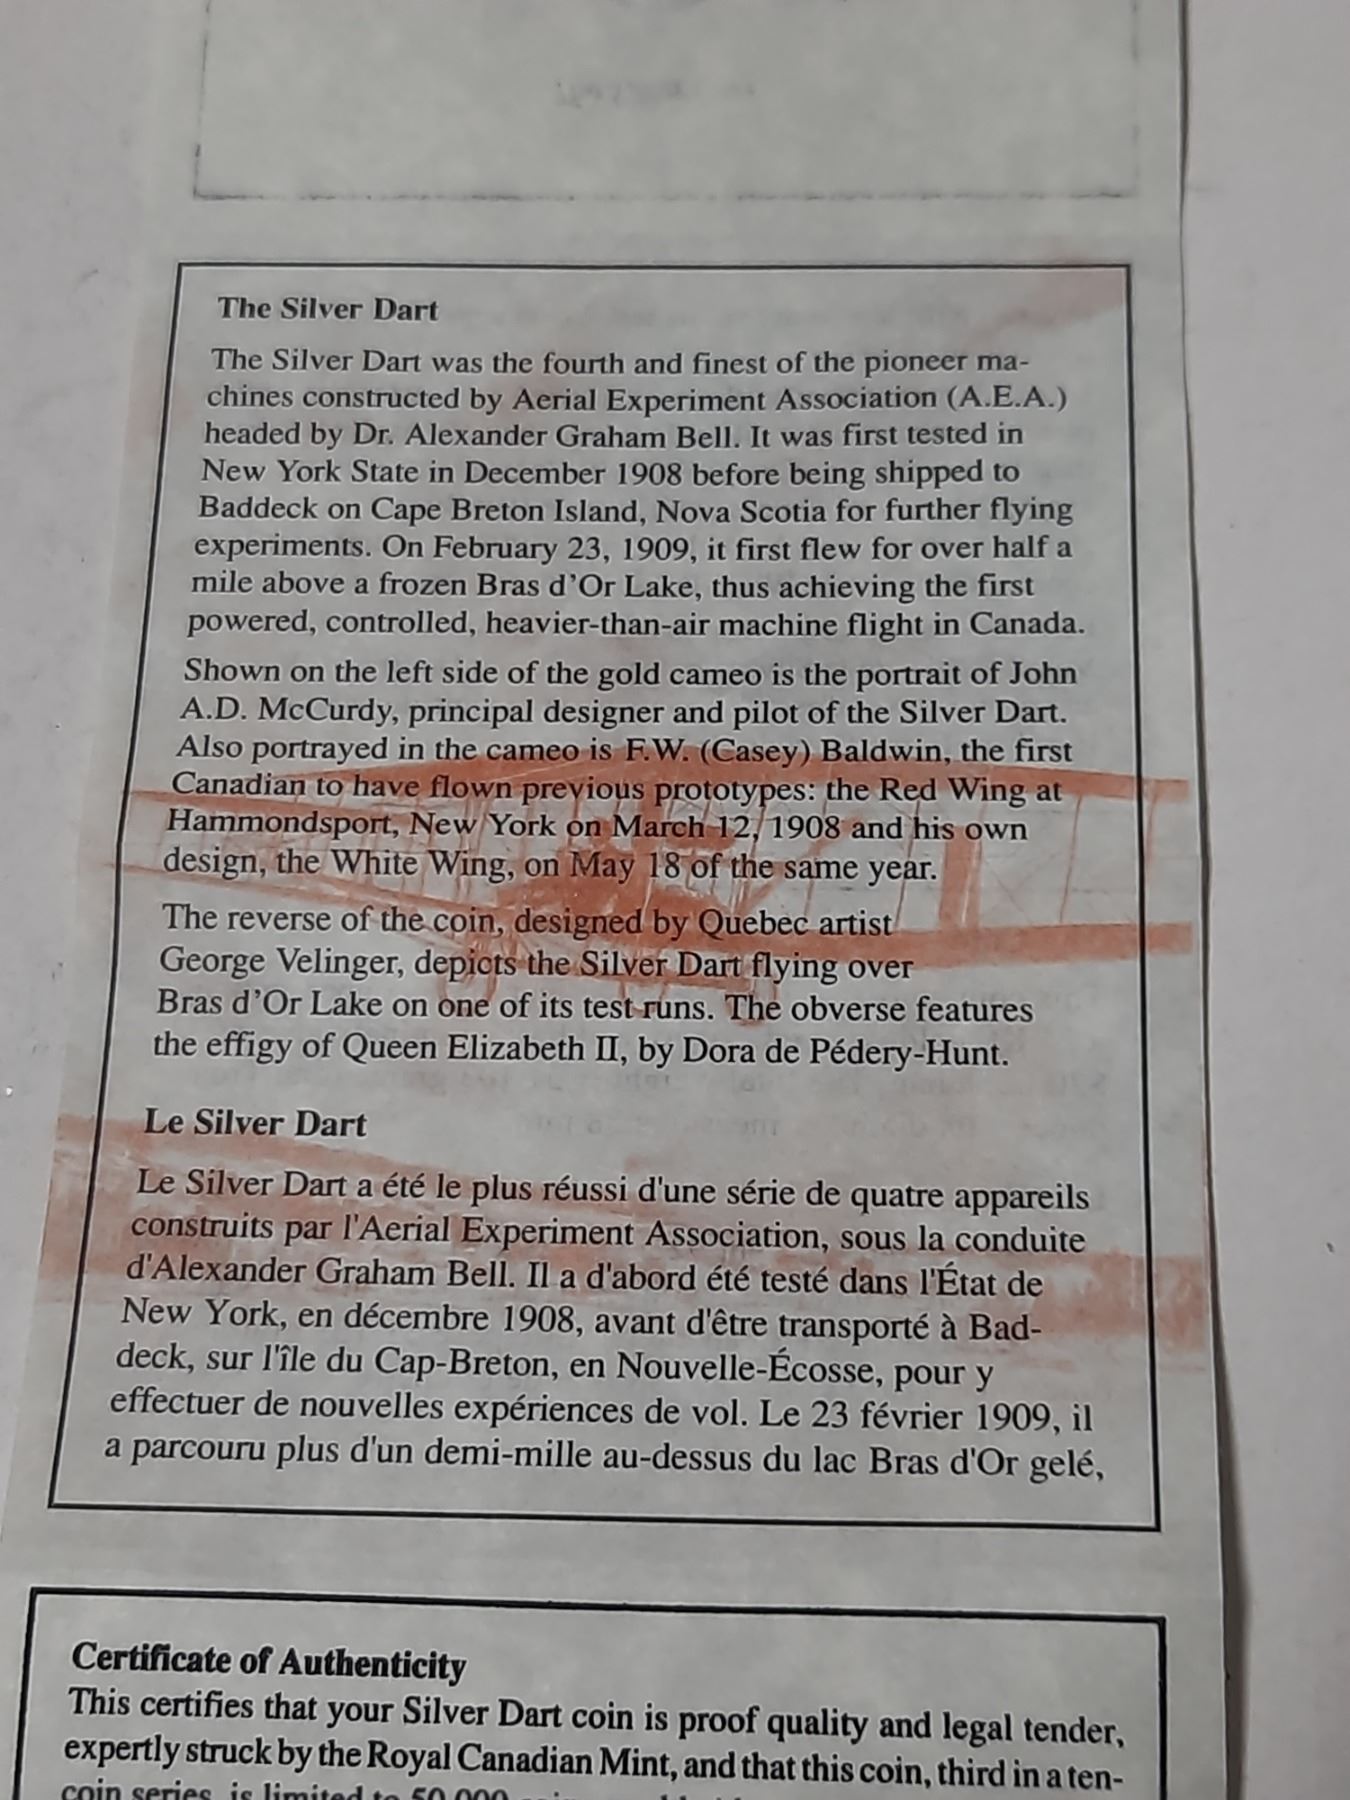 The Silver Dart
The Silver Dart was the fourth and finest of the pioneer ma-
chines constructed by Aerial Experiment Association (A.E.A.)
headed by Dr. Alexander Graham Bell. It was first tested in
New York State in December 1908 before being shipped to
Baddeck on Cape Breton Island, Nova Scotia for further flying
experiments. On February 23, 1909, it first flew for over half a
mile above a frozen Bras d'Or Lake, thus achieving the first
powered, controlled, heavier-than-air machine flight in Canada.
Shown on the left side of the gold cameo is the portrait of John
A.D. McCurdy, principal designer and pilot of the Silver Dart.
Also portrayed in the cameo is F.W. (Casey) Baldwin, the first
Canadian to have flown previous prototypes: the Red Wing at
Hammondsport, New York on March 12, 1908 and his own
design, the White Wing, on May 18 of the same year.
The reverse of the coin, designed by Quebec artist
George Velinger, depicts the Silver Dart flying over
Bras d'Or Lake on one of its test runs. The obverse features
the effigy of Queen Elizabeth II, by Dora de Pédery-Hunt.
Le Silver Dart
Le Silver Dart a été le plus réussi d'une série de quatre appareils
construits par l'Aerial Experiment Association, sous la conduite
d'Alexander Graham Bell. Il a d'abord été testé dans l'État de
New York, en décembre 1908, avant d'être transporté à Bad-
deck, sur l'île du Cap-Breton, en Nouvelle-Écosse, pour y
effectuer de nouvelles expériences de vol. Le 23 février 1909, il
a parcouru plus d'un demi-mille au-dessus du lac Bras d'Or gelé,
Certificate of Authenticity
This certifies that your Silver Dart coin is proof quality and legal tender,
expertly struck by the Royal Canadian Mint, and that this coin, third in a ten-
coin series, is limited to 50,000